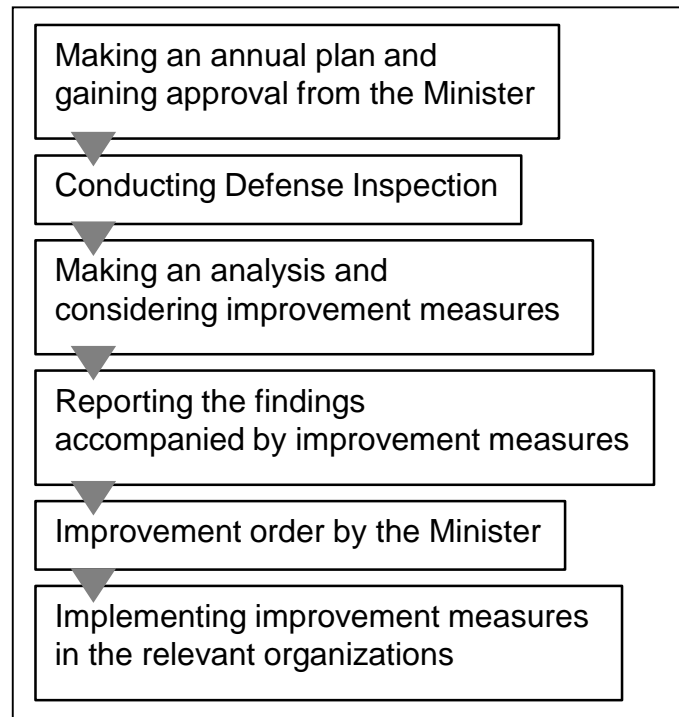 Making an annual plan and
gaining approval from the Minister
Conducting Defense Inspection
Making an analysis and
considering improvement measures
Reporting the findings
accompanied by improvement measures
Improvement order by the Minister
Implementing improvement measures
in the relevant organizations